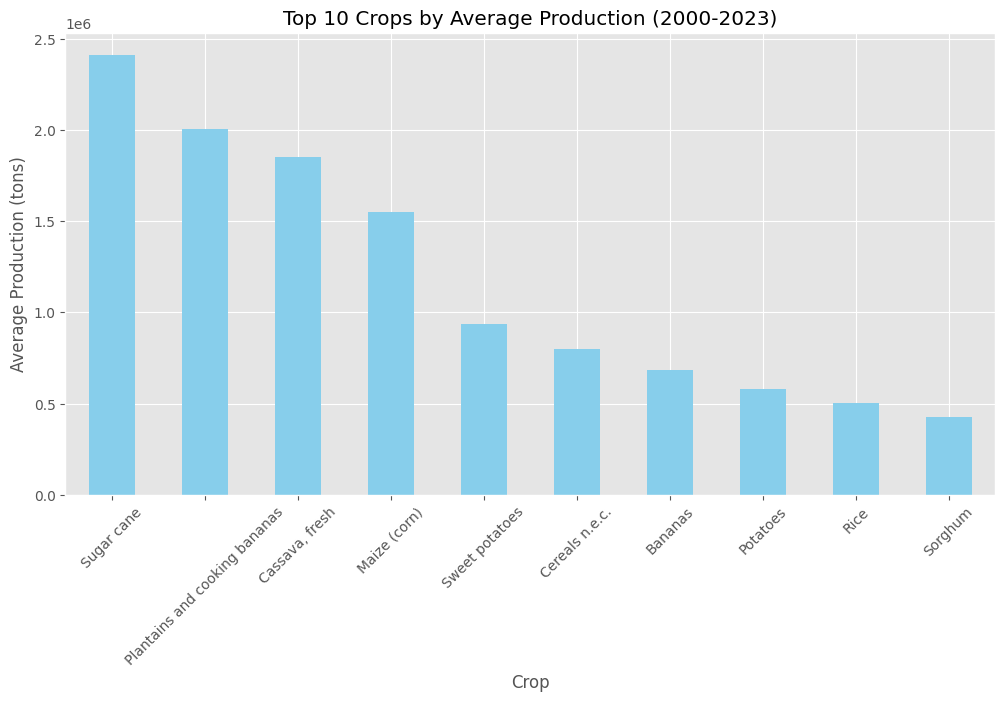 Top 10 Crops by Average Production (2000-2023)
1e6
2.5
2.0
1.5
1.0
0.5
0.0
Average Production (tons)
Sugar cane
Plantains and cooking bananas
Cassava, fresh
Maize (corn)
Sweet potatoes
Cereals n.e.c.
Bananas
Potatoes
Rice
Sorghum
Crop